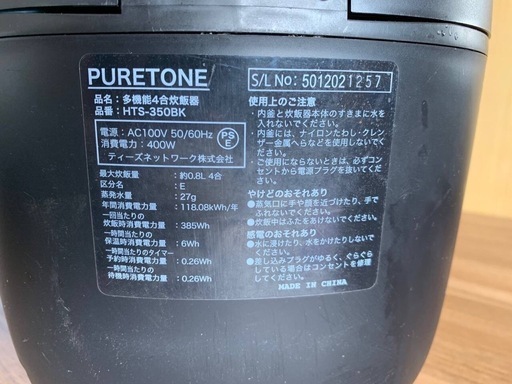 PURETONE
品名：多機能4合炊飯器
品番：HTS-350BK
電源：AC100V 50/60Hz
消費電力：400W
PS
E
ティーズネットワーク株式会社
最大炊飯量：約0.8L 4合
区分名：E
蒸発水量：27g
年間消費電力量：118.08kWh/年
一回当たりの
炊飯時消費電力量：385Wh
一時間当たりの
保温時消費電力量：6Wh
一時間当たりのタイマー
予約時消費電力量：0.26Wh
一時間当たりの
待機時消費電力量：0.26Wh
S/L No: 5012021257
使用上のご注意
・内釜と炊飯器本体のすきまに水を
入れないでください。
・内釜には、ナイロンたわし・クレン
ザー金属へらなどを使用しないで
ください。
・ご使用にならないときは、必ずコン
セントから電源プラグを抜いてくだ
さい。
やけどのおそれあり
●蒸気口に手や顔を近づけたり、手で
ふれないでください。
●炊飯中はふたをあけないでください。
感電のおそれあり
●水に浸けたり、水をかけたりしないで
ください。
●差し込みプラグがゆるく、ぐらぐら
している場合はコンセントを修理
してください。
MADE IN CHINA